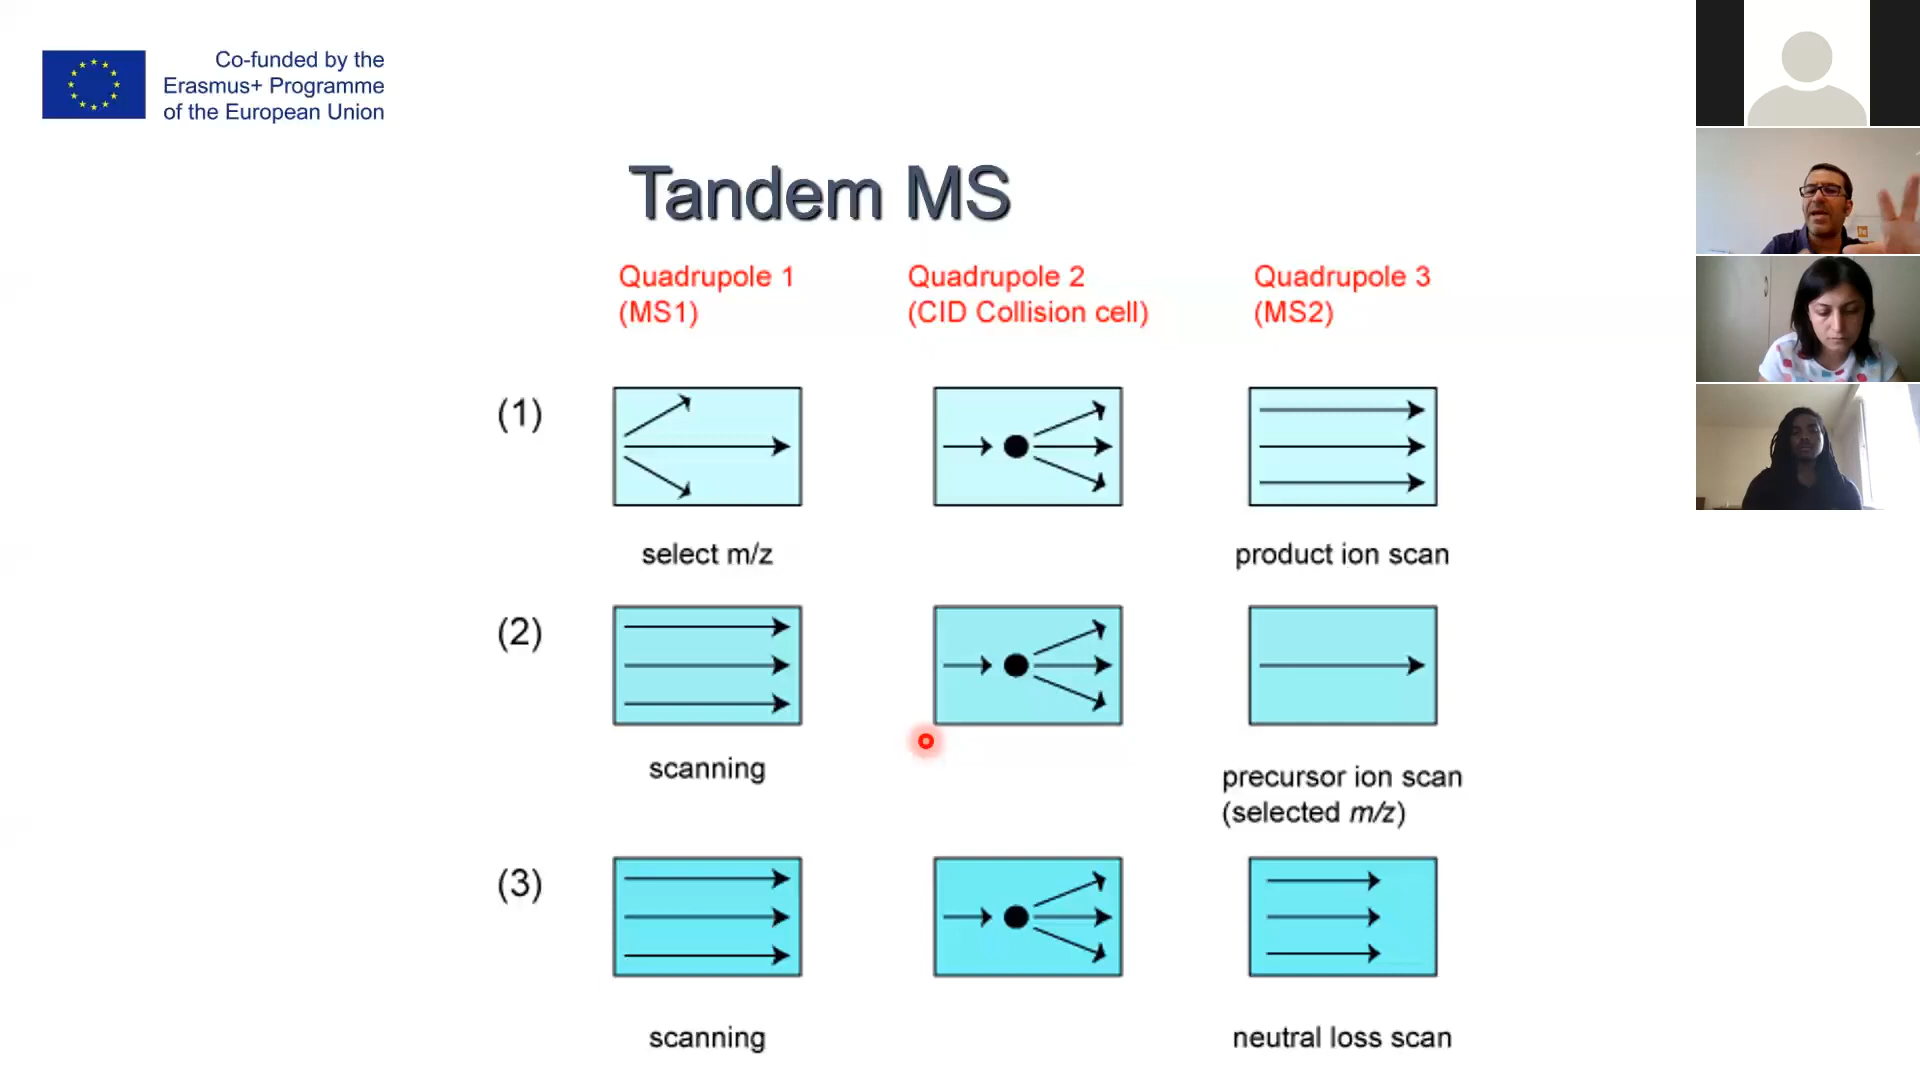 Co-funded by the
Erasmus+ Programme
of the European Union
Tandem MS
Quadrupole 1
(MS1)
Quadrupole 2
(CID Collision cell)
Quadrupole 3
(MS2)
(1)
select m/z
product ion scan
(2)
scanning
precursor ion scan
(selected m/z)
(3)
scanning
neutral loss scan